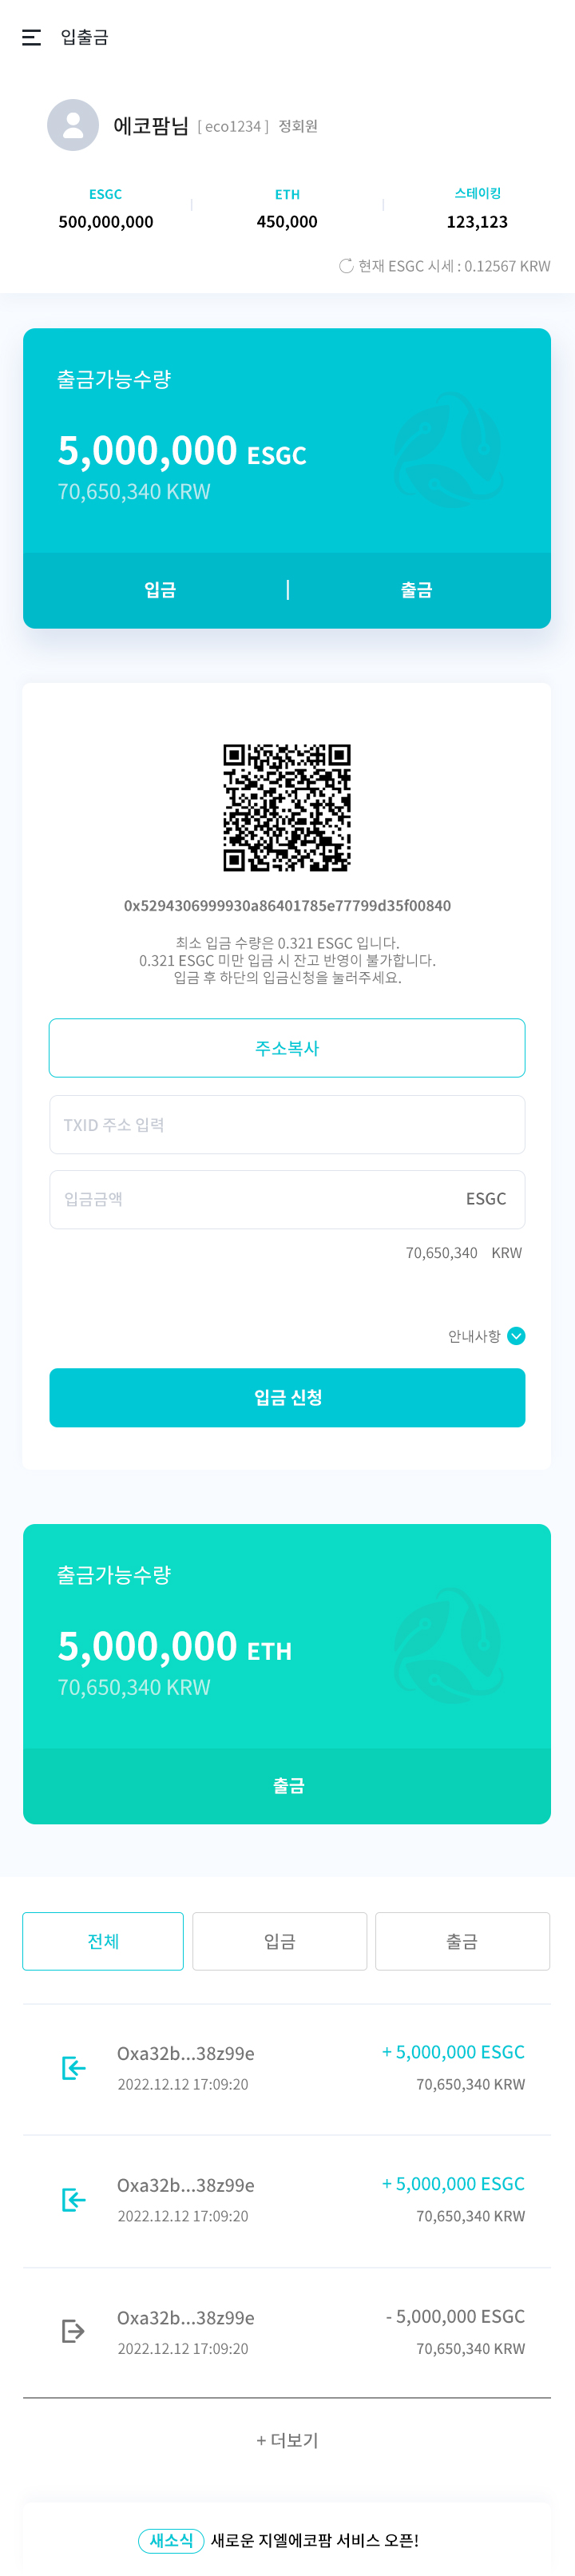 입출금
에코팜님 [ eco1234 ] 정회원
ESGC ETH 스테이킹
500,000,000 450,000 123,123
현재 ESGC 시세 : 0.12567 KRW
출금가능수량
5,000,000 ESGC
70,650,340 KRW
입금 | 출금
0x5294306999930a86401785e77799d35f00840
최소 입금 수량은 0.321 ESGC 입니다.
0.321 ESGC 미만 입금 시 잔고 반영이 불가합니다.
입금 후 하단의 입금신청을 눌러주세요.
주소복사
TXID 주소 입력
입금금액 ESGC
70,650,340 KRW
안내사항
입금 신청
출금가능수량
5,000,000 ETH
70,650,340 KRW
출금
전체 입금 출금
Oxa32b...38z99e + 5,000,000 ESGC
2022.12.12 17:09:20 70,650,340 KRW
Oxa32b...38z99e + 5,000,000 ESGC
2022.12.12 17:09:20 70,650,340 KRW
Oxa32b...38z99e - 5,000,000 ESGC
2022.12.12 17:09:20 70,650,340 KRW
+ 더보기
새소식 새로운 지엘에코팜 서비스 오픈!